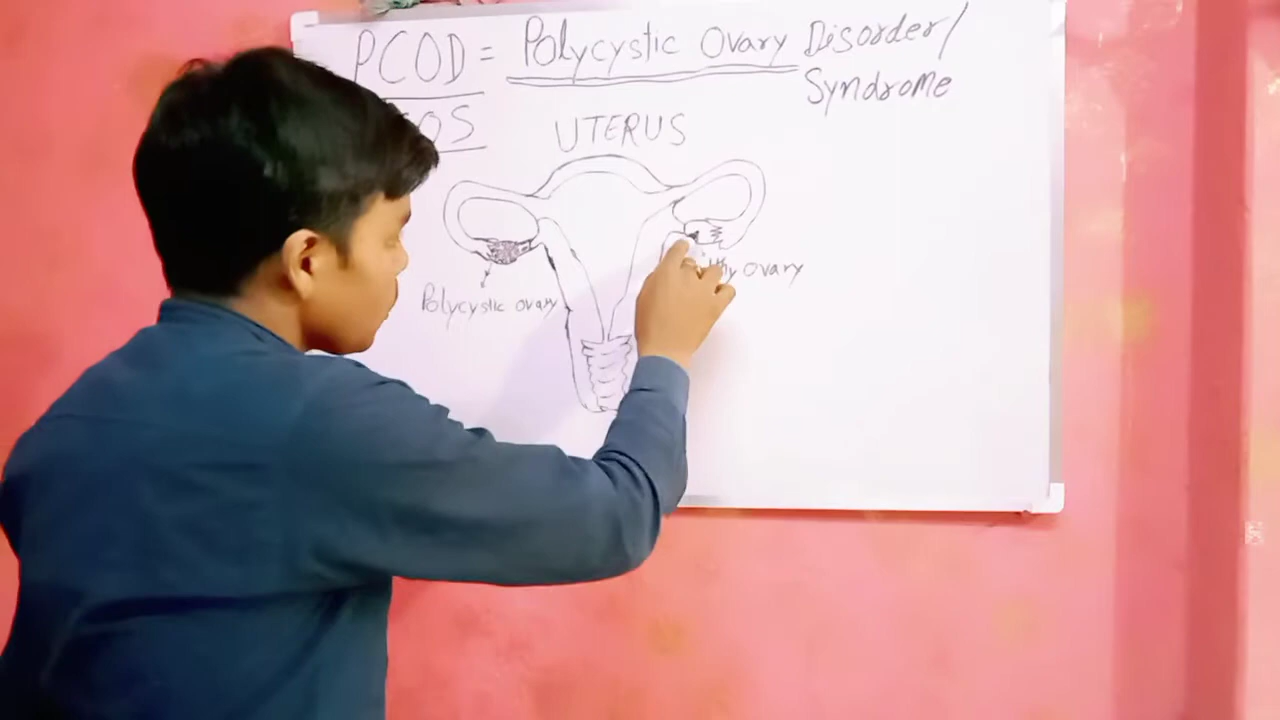 PCOD = Polycystic Ovary Disorder/
Syndrome
UTERUS
Ovary
Polycystic ovary